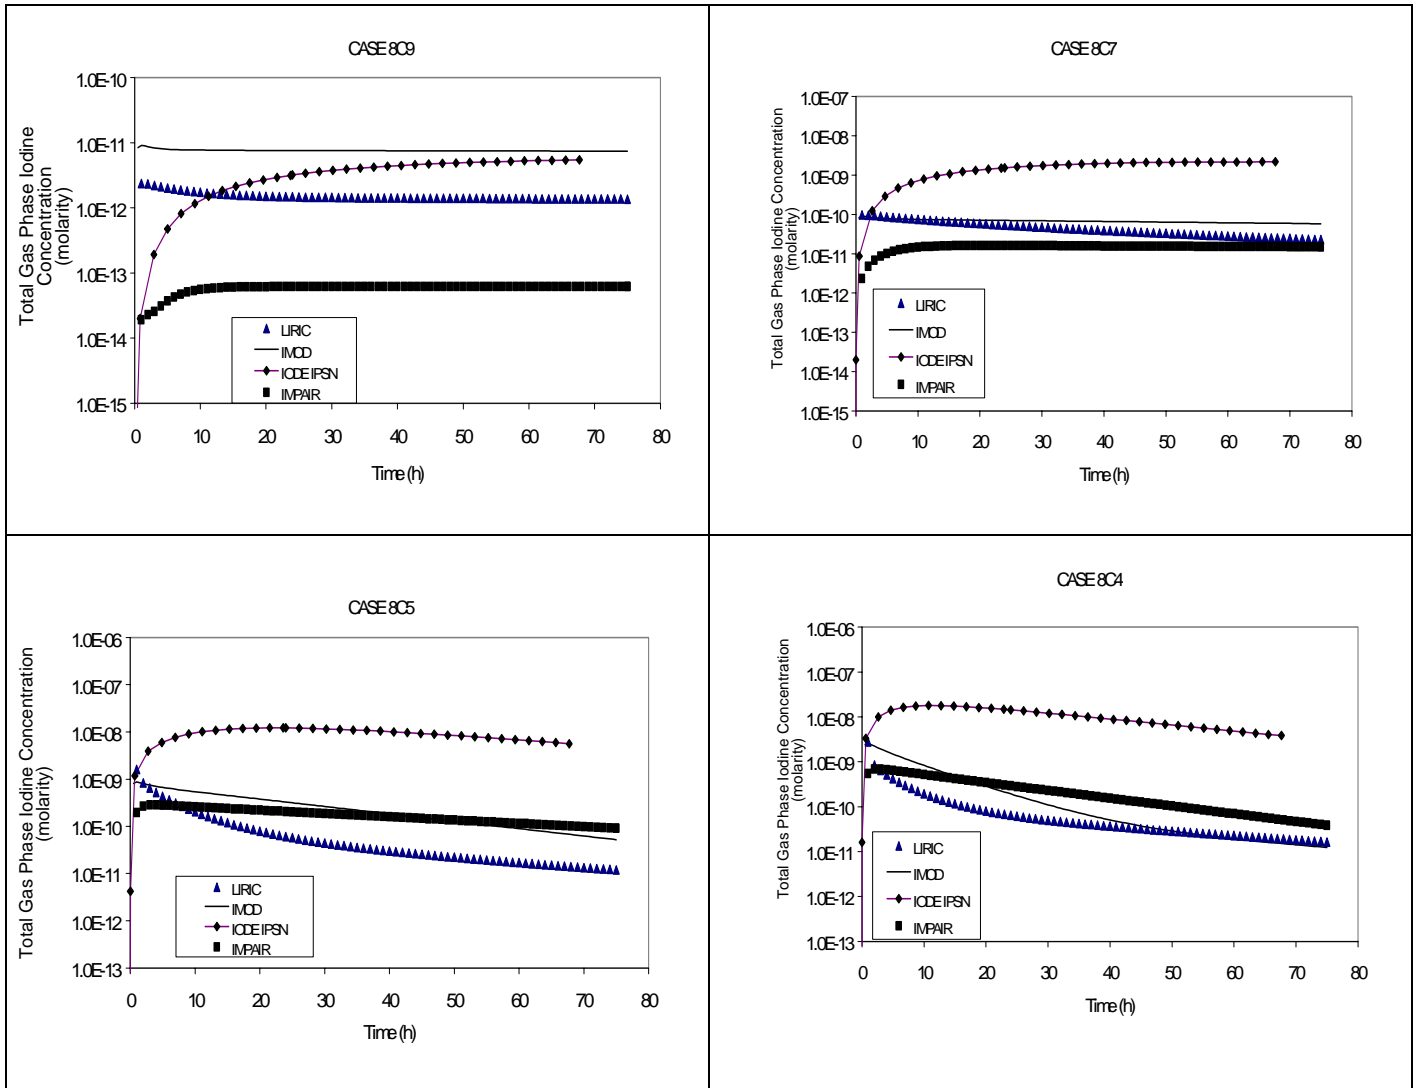 CASE 8C9
Total Gas Phase Iodine
Concentration
(molarity)
1.0E-10
1.0E-11
1.0E-12
1.0E-13
1.0E-14
1.0E-15
LIRIC
IMOD
IODE IPSN
IMPAIR
0 10 20 30 40 50 60 70 80
Time (h)
CASE 8C7
Total Gas Phase Iodine Concentration
(molarity)
1.0E-07
1.0E-08
1.0E-09
1.0E-10
1.0E-11
1.0E-12
1.0E-13
1.0E-14
1.0E-15
LIRIC
IMOD
IODE IPSN
IMPAIR
0 10 20 30 40 50 60 70 80
Time (h)
CASE 8C5
Total Gas Phase Iodine Concentration
(molarity)
1.0E-06
1.0E-07
1.0E-08
1.0E-09
1.0E-10
1.0E-11
1.0E-12
1.0E-13
LIRIC
IMOD
IODE IPSN
IMPAIR
0 10 20 30 40 50 60 70 80
Time (h)
CASE 8C4
Total Gas Phase Iodine Concentration
(molarity)
1.0E-06
1.0E-07
1.0E-08
1.0E-09
1.0E-10
1.0E-11
1.0E-12
1.0E-13
LIRIC
IMOD
IODE IPSN
IMPAIR
0 10 20 30 40 50 60 70 80
Time (h)